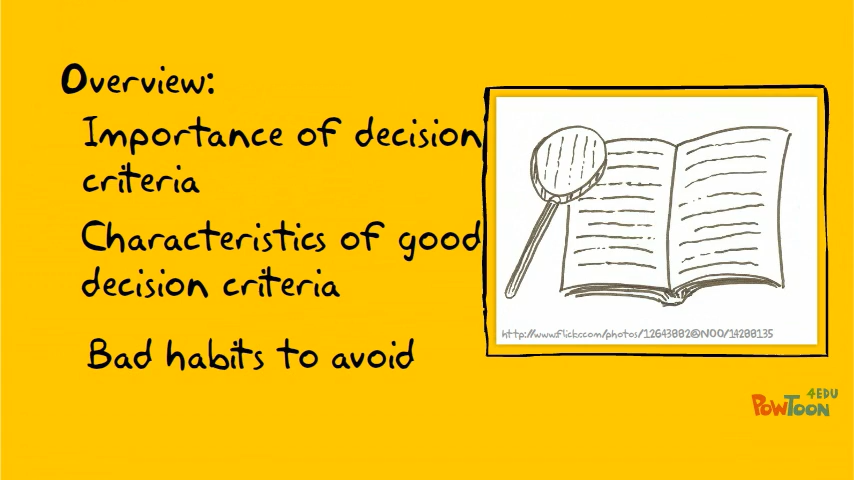 Overview:
Importance of decision
criteria
Characteristics of good
decision criteria
Bad habits to avoid
http://www.flickr.com/photos/12643882@N00/14288135
4EDU
PowToon